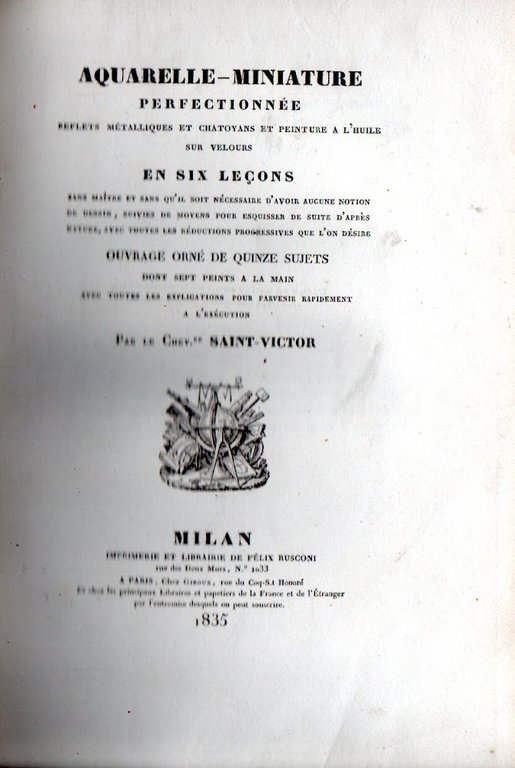 AQUARELLE-MINIATURE
PERFECTIONNÉE
REFLETS MÉTALLIQUES ET CHATOYANS ET PEINTURE A L'HUILE
SUR VELOURS
EN SIX LEÇONS
SANS MAÎTRE ET SANS QU'IL SOIT NÉCESSAIRE D'AVOIR AUCUNE NOTION
DE DESSIN, SUIVIES DE MOYENS POUR ESQUISSER DE SUITE D'APRÈS
NATURE, AVEC TOUTES LES RÉDUCTIONS PROGRESSIVES QUE L'ON DÉSIRE
OUVRAGE ORNÉ DE QUINZE SUJETS
DONT SEPT PEINTS A LA MAIN
AVEC TOUTES LES EXPLICATIONS POUR PARVENIR RAPIDEMENT
A L'EXÉCUTION
PAR LE CHEV.er SAINT-VICTOR
MILAN
IMPRIMERIE ET LIBRAIRIE DE FÉLIX RUSCONI
rue des Deux Murs, N.º 1033
A PARIS, Chez GIROUX, rue du Coq-S.t Honoré
Et chez les principaux Libraires et papetiers de la France et de l'Étranger
par l'entremise desquels on peut souscrire.
1835